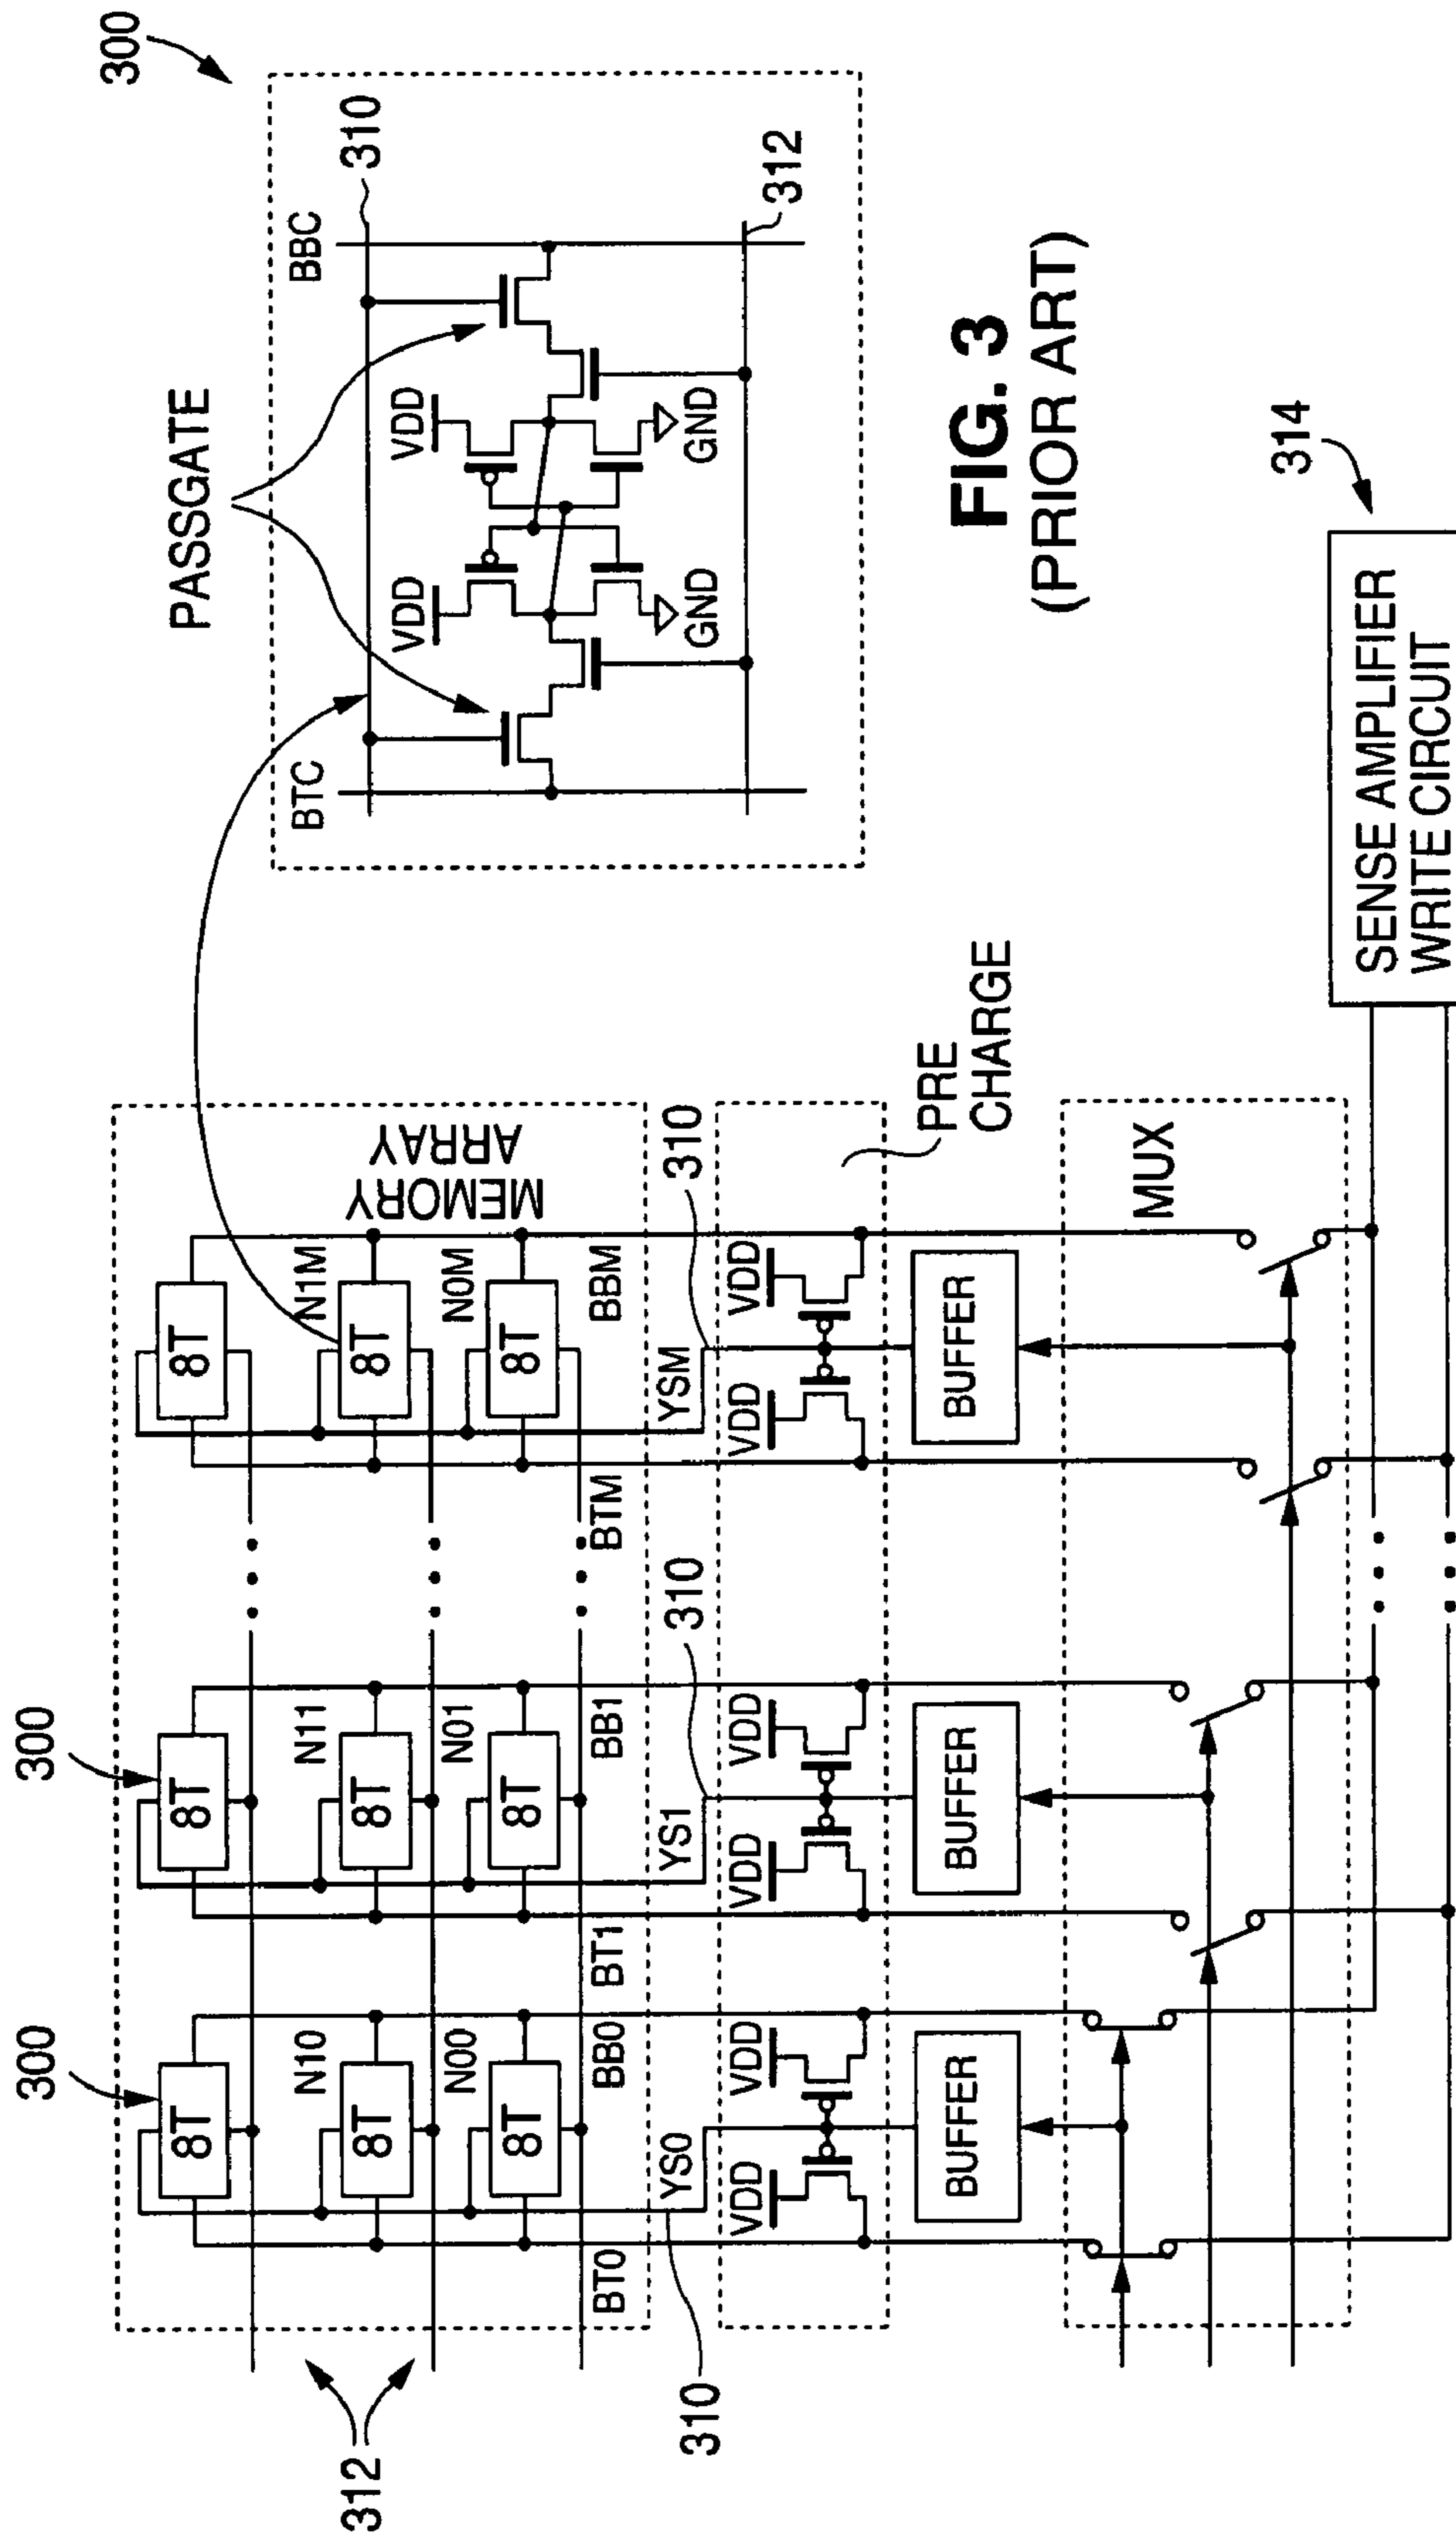 300
300
300
310
PASSGATE
BTC
BBC
VDD
VDD
GND
GND
312
312
8T
8T
8T
N10
N11
N1M
8T
8T
8T
N00
N01
N0M
8T
8T
8T
MEMORY
ARRAY
BT0
BB0
BT1
BB1
BTM
BBM
310
YS0
310
YS1
310
YSM
VDD
VDD
VDD
VDD
VDD
VDD
PRE
CHARGE
BUFFER
BUFFER
BUFFER
MUX
SENSE AMPLIFIER
WRITE CIRCUIT
314
FIG. 3
(PRIOR ART)